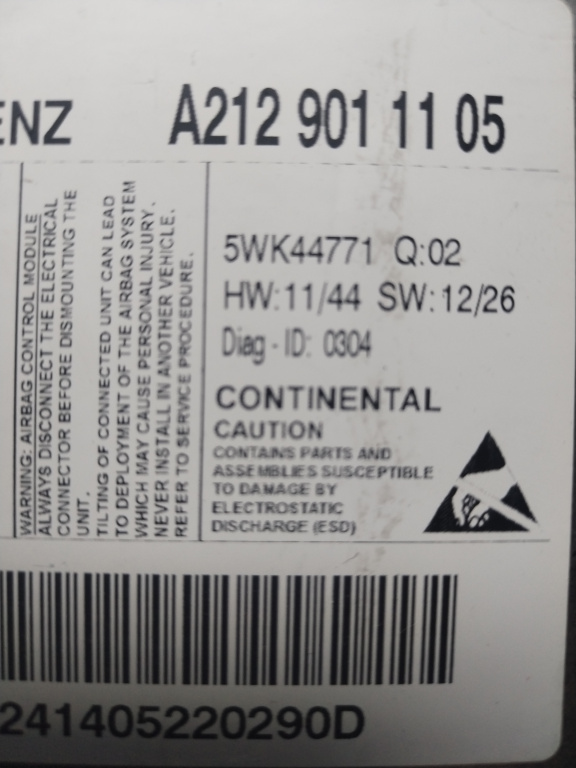 ENZ
A212 901 11 05
WARNING: AIRBAG CONTROL MODULE
ALWAYS DISCONNECT THE ELECTRICAL
CONNECTOR BEFORE DISMOUNTING THE
UNIT.
TILTING OF CONNECTED UNIT CAN LEAD
TO DEPLOYMENT OF THE AIRBAG SYSTEM
WHICH MAY CAUSE PERSONAL INJURY.
NEVER INSTALL IN ANOTHER VEHICLE.
REFER TO SERVICE PROCEDURE.
5WK44771 Q:02
HW:11/44 SW:12/26
Diag - ID: 0304
CONTINENTAL
CAUTION
CONTAINS PARTS AND
ASSEMBLIES SUSCEPTIBLE
TO DAMAGE BY
ELECTROSTATIC
DISCHARGE (ESD)
241405220290D